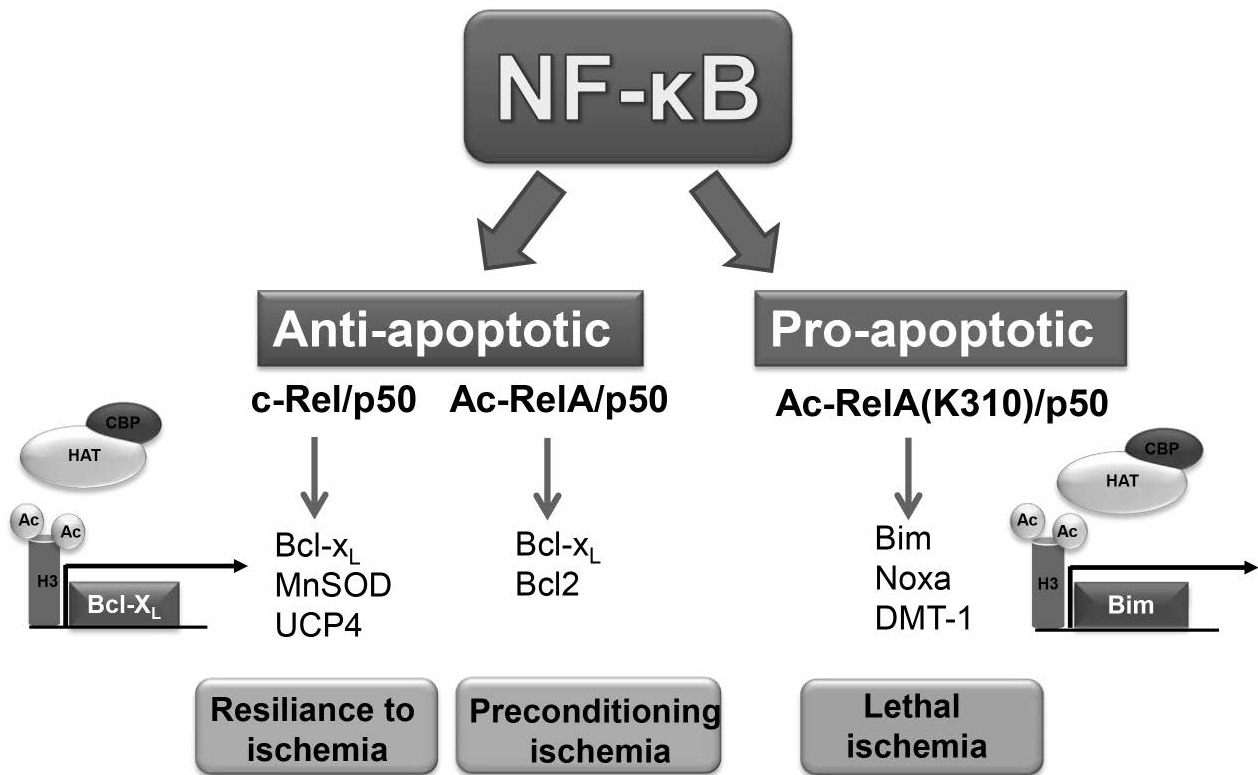 NF-κB
Anti-apoptotic
Pro-apoptotic
c-Rel/p50
Ac-RelA/p50
Ac-RelA(K310)/p50
CBP
HAT
Ac
Ac
H3
Bcl-XL
Bcl-xL
MnSOD
UCP4
Bcl-xL
Bcl2
Bim
Noxa
DMT-1
CBP
HAT
Ac
Ac
H3
Bim
Resiliance to
ischemia
Preconditioning
ischemia
Lethal
ischemia